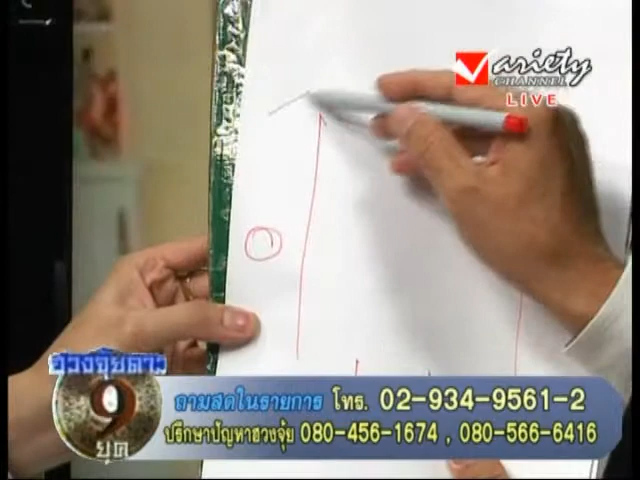 Variety
CHANNEL
LIVE
ฮวงจุ้ยตาม
9
ยุค
ถามสดในรายการ โทร. 02-934-9561-2
ปรึกษาปัญหาฮวงจุ้ย 080-456-1674 , 080-566-6416